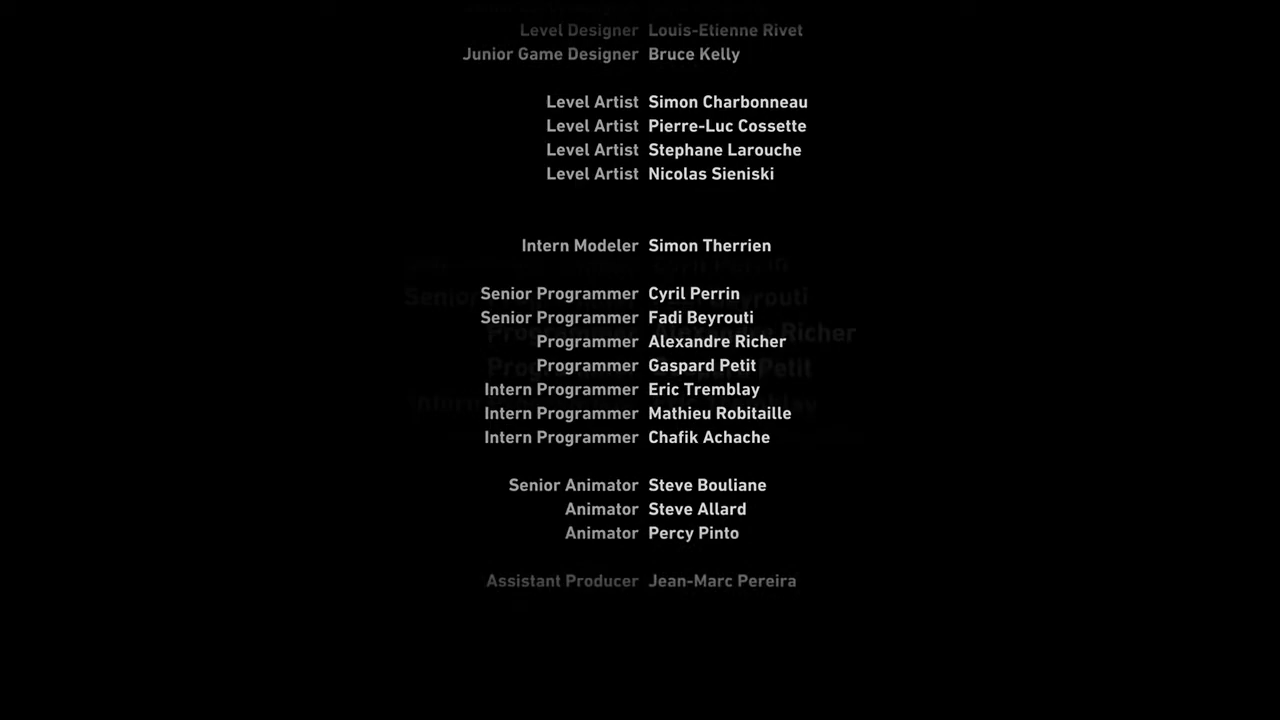 Level Designer Louis-Etienne Rivet
Junior Game Designer Bruce Kelly
Level Artist Simon Charbonneau
Level Artist Pierre-Luc Cossette
Level Artist Stephane Larouche
Level Artist Nicolas Sieniski
Intern Modeler Simon Therrien
Senior Programmer Cyril Perrin
Senior Programmer Fadi Beyrouti
Programmer Alexandre Richer
Programmer Gaspard Petit
Intern Programmer Eric Tremblay
Intern Programmer Mathieu Robitaille
Intern Programmer Chafik Achache
Senior Animator Steve Bouliane
Animator Steve Allard
Animator Percy Pinto
Assistant Producer Jean-Marc Pereira